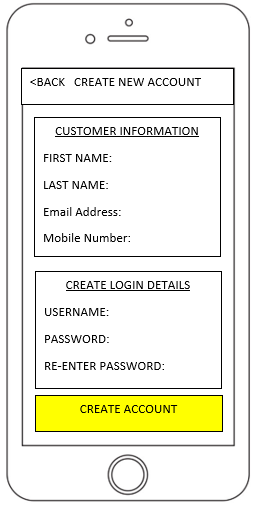 <BACK CREATE NEW ACCOUNT
CUSTOMER INFORMATION
FIRST NAME:
LAST NAME:
Email Address:
Mobile Number:
CREATE LOGIN DETAILS
USERNAME:
PASSWORD:
RE-ENTER PASSWORD:
CREATE ACCOUNT